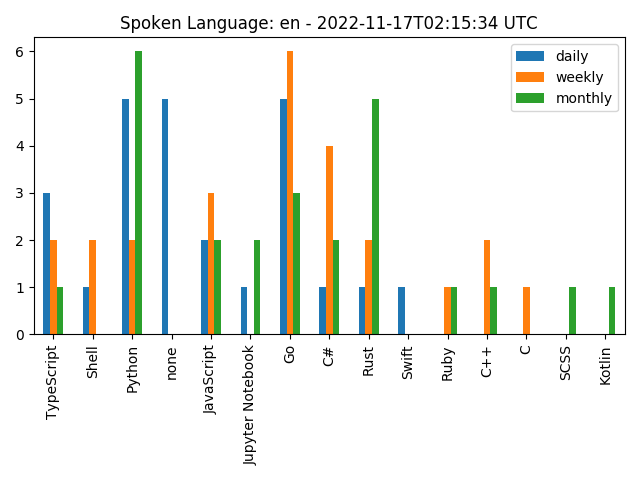 Spoken Language: en - 2022-11-17T02:15:34 UTC
daily
weekly
monthly
6
5
4
3
2
1
0
TypeScript
Shell
Python
none
JavaScript
Jupyter Notebook
Go
C#
Rust
Swift
Ruby
C++
C
SCSS
Kotlin